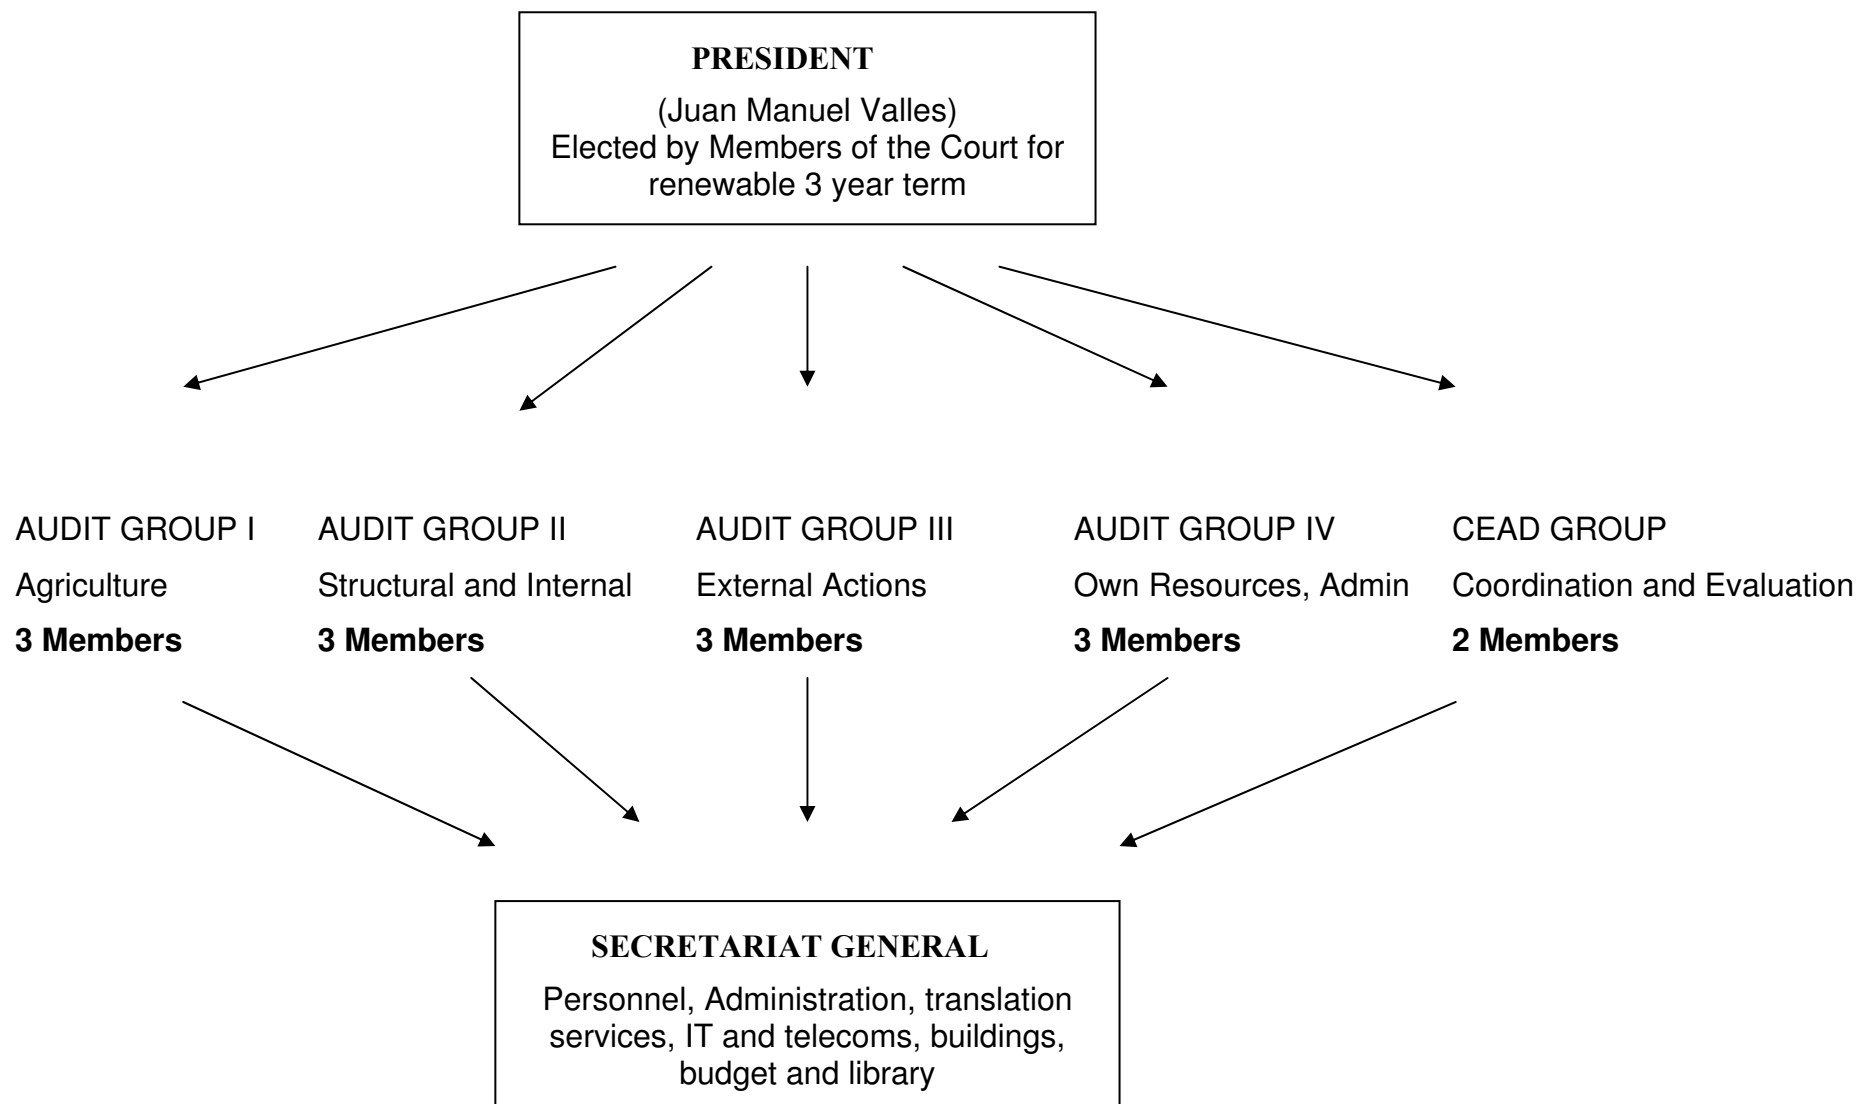 PRESIDENT
(Juan Manuel Valles)
Elected by Members of the Court for
renewable 3 year term
AUDIT GROUP I
Agriculture
3 Members
AUDIT GROUP II
Structural and Internal
3 Members
AUDIT GROUP III
External Actions
3 Members
AUDIT GROUP IV
Own Resources, Admin
3 Members
CEAD GROUP
Coordination and Evaluation
2 Members
SECRETARIAT GENERAL
Personnel, Administration, translation
services, IT and telecoms, buildings,
budget and library